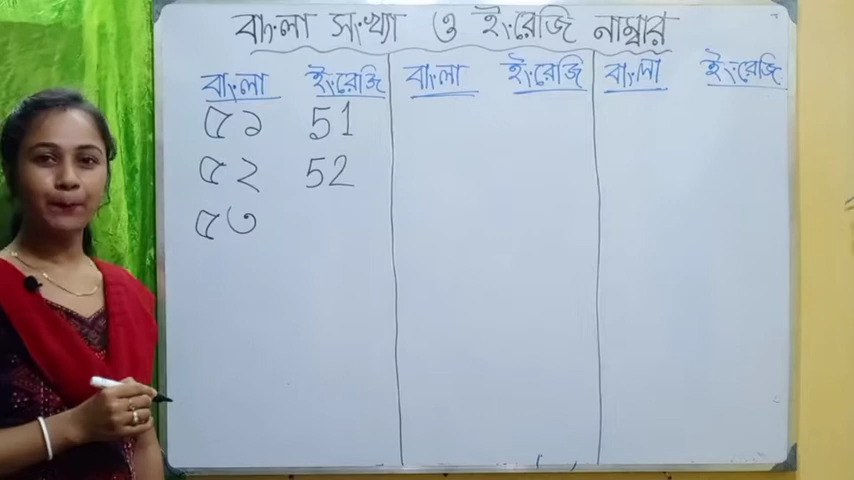 বাংলা সংখ্যা ও ইংরেজি নাম্বার
বাংলা ইংরেজি বাংলা ইংরেজি বাংলা ইংরেজি
৫১ 51
৫২ 52
৫৩